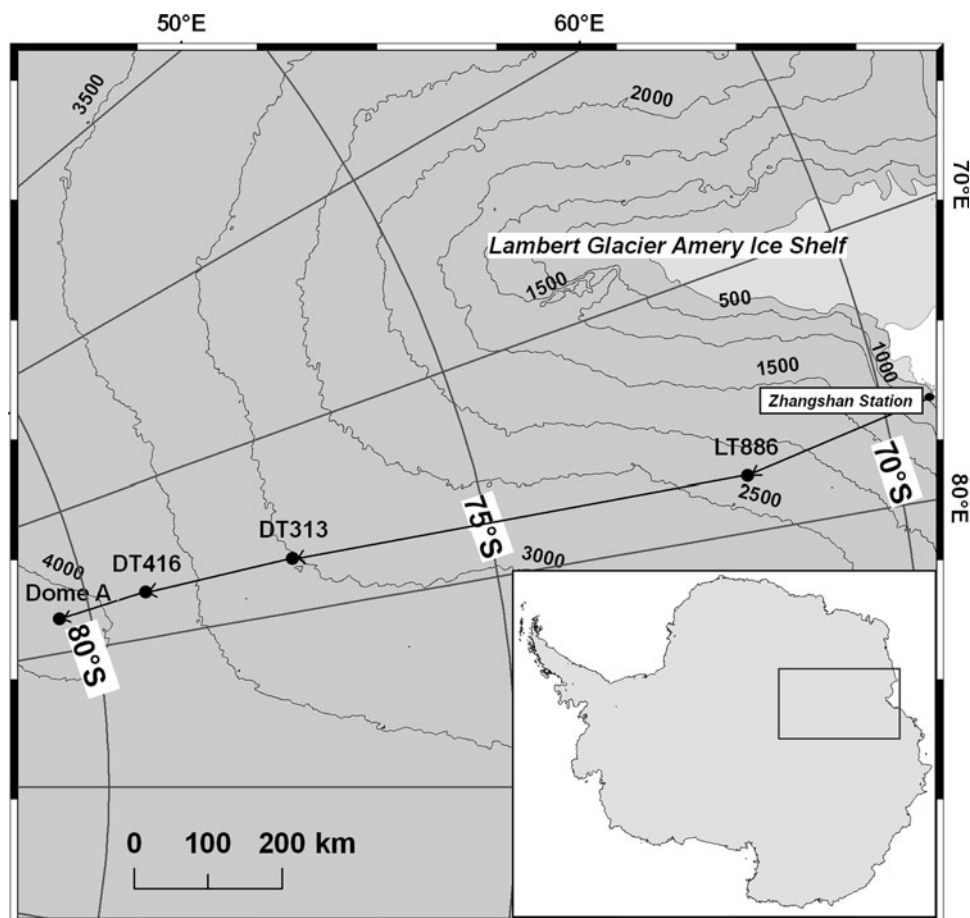 50°E
60°E
3500
2000
70°E
Lambert Glacier Amery Ice Shelf
1500
500
1000
1500
Zhangshan Station
LT886
70°S
2500
80°E
75°S
DT313
3000
4000
DT416
Dome A
80°S
0 100 200 km